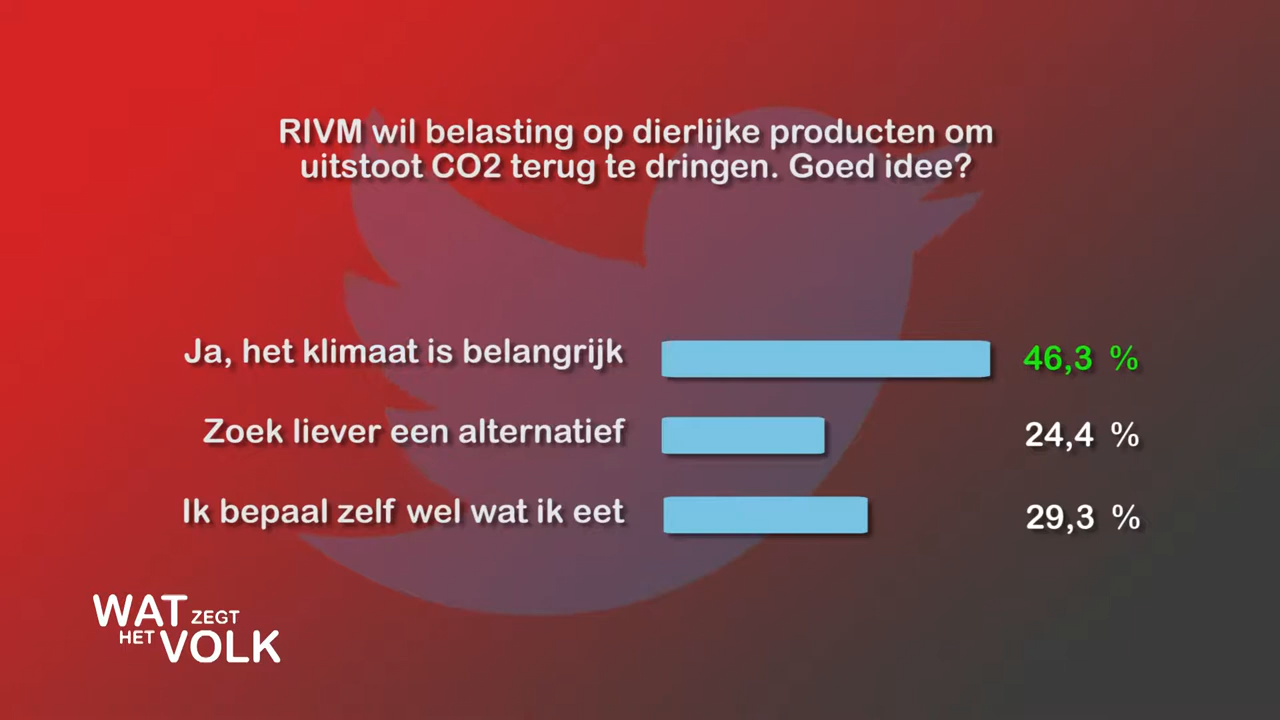 RIVM wil belasting op dierlijke producten om
uitstoot CO2 terug te dringen. Goed idee?
Ja, het klimaat is belangrijk 46,3 %
Zoek liever een alternatief 24,4 %
Ik bepaal zelf wel wat ik eet 29,3 %
WAT ZEGT
HET VOLK